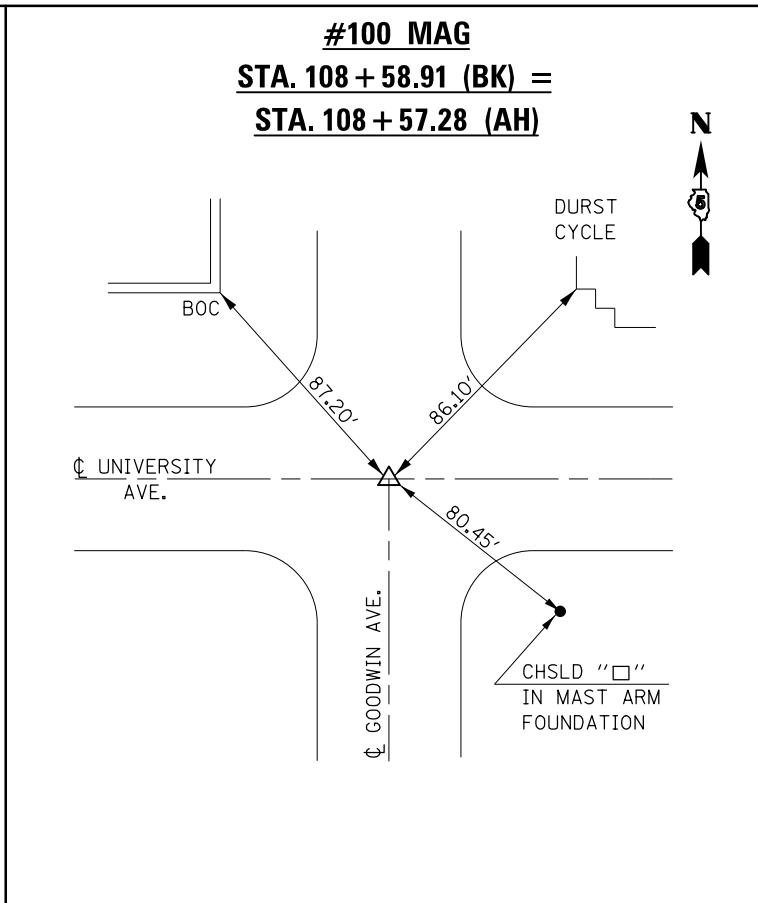 #100 MAG
STA. 108 + 58.91 (BK) =
STA. 108 + 57.28 (AH)
N
5
DURST
CYCLE
BOC
87.20'
86.10'
℄ UNIVERSITY
AVE.
80.45'
℄ GOODWIN AVE.
CHSLD "□"
IN MAST ARM
FOUNDATION